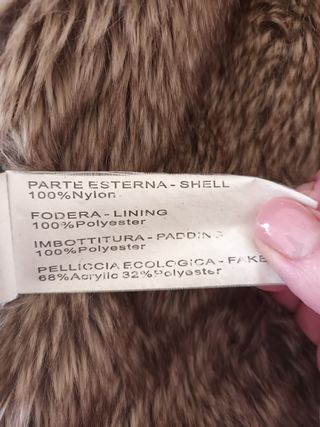 PARTE ESTERNA - SHELL
100%Nylon
FODERA - LINING
100%Polyester
IMBOTTITURA - PADDING
100%Polyester
PELLICCIA ECOLOGICA - FAKE
68%Acrylic 32%Polyester